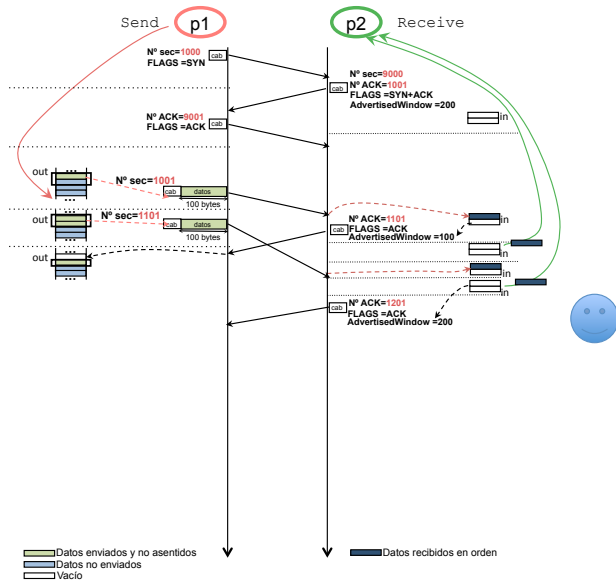 Send
p1
p2
Receive
Nº sec=1000
FLAGS =SYN
cab
Nº sec=9000
Nº ACK=1001
FLAGS =SYN+ACK
AdvertisedWindow =200
cab
in
Nº ACK=9001
FLAGS =ACK
cab
out
...
Nº sec=1001
cab
datos
100 bytes
...
out
...
Nº sec=1101
cab
datos
100 bytes
...
Nº ACK=1101
FLAGS =ACK
AdvertisedWindow =100
cab
in
in
out
...
...
in
in
Nº ACK=1201
FLAGS =ACK
AdvertisedWindow =200
cab
Datos enviados y no asentidos
Datos no enviados
Vacío
Datos recibidos en orden